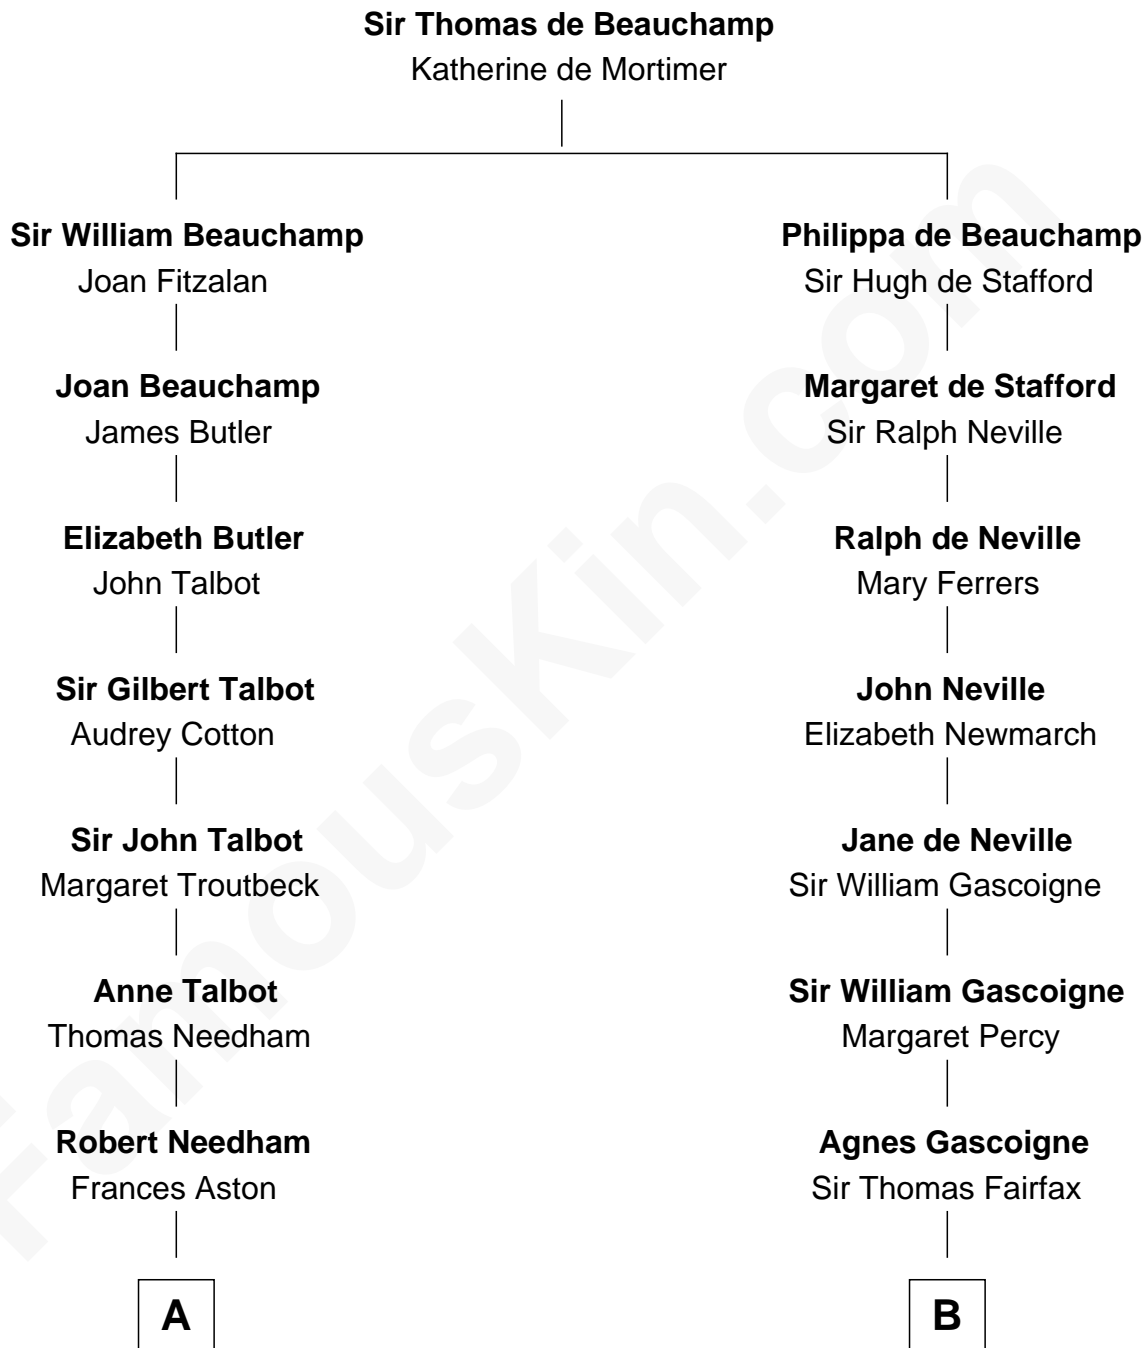 Sir Thomas de Beauchamp
Katherine de Mortimer
Sir William Beauchamp
Joan Fitzalan
Philippa de Beauchamp
Sir Hugh de Stafford
Joan Beauchamp
James Butler
Margaret de Stafford
Sir Ralph Neville
Elizabeth Butler
John Talbot
Ralph de Neville
Mary Ferrers
Sir Gilbert Talbot
Audrey Cotton
John Neville
Elizabeth Newmarch
Sir John Talbot
Margaret Troutbeck
Jane de Neville
Sir William Gascoigne
Anne Talbot
Thomas Needham
Sir William Gascoigne
Margaret Percy
Robert Needham
Frances Aston
Agnes Gascoigne
Sir Thomas Fairfax
A
B
FamousKin.com